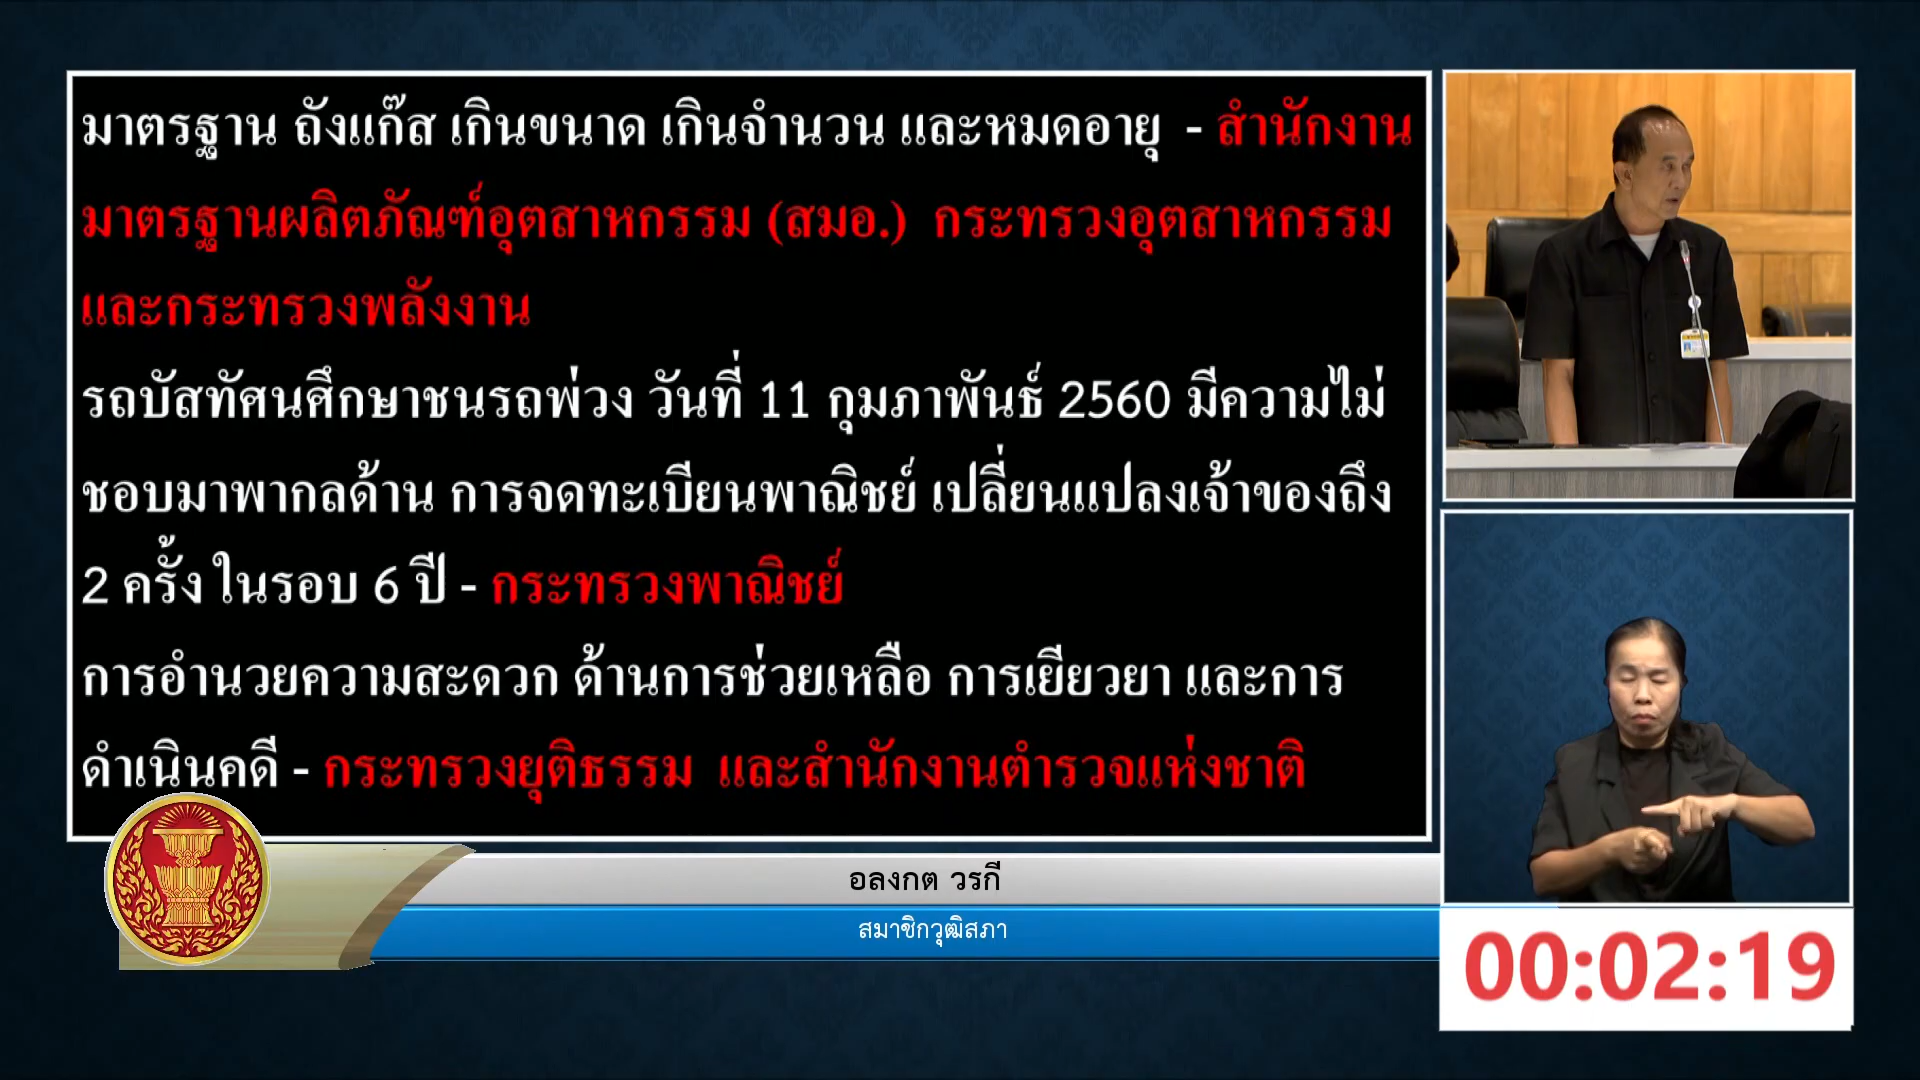 มาตรฐาน ถังแก๊ส เกินขนาด เกินจำนวน และหมดอายุ - สำนักงาน
มาตรฐานผลิตภัณฑ์อุตสาหกรรม (สมอ.) กระทรวงอุตสาหกรรม
และกระทรวงพลังงาน
รถบัสทัศนศึกษาชนรถพ่วง วันที่ 11 กุมภาพันธ์ 2560 มีความไม่
ชอบมาพากลด้าน การจดทะเบียนพาณิชย์ เปลี่ยนแปลงเจ้าของถึง
2 ครั้ง ในรอบ 6 ปี - กระทรวงพาณิชย์
การอำนวยความสะดวก ด้านการช่วยเหลือ การเยียวยา และการ
ดำเนินคดี - กระทรวงยุติธรรม และสำนักงานตำรวจแห่งชาติ
อลงกต วรกี
สมาชิกวุฒิสภา
00:02:19